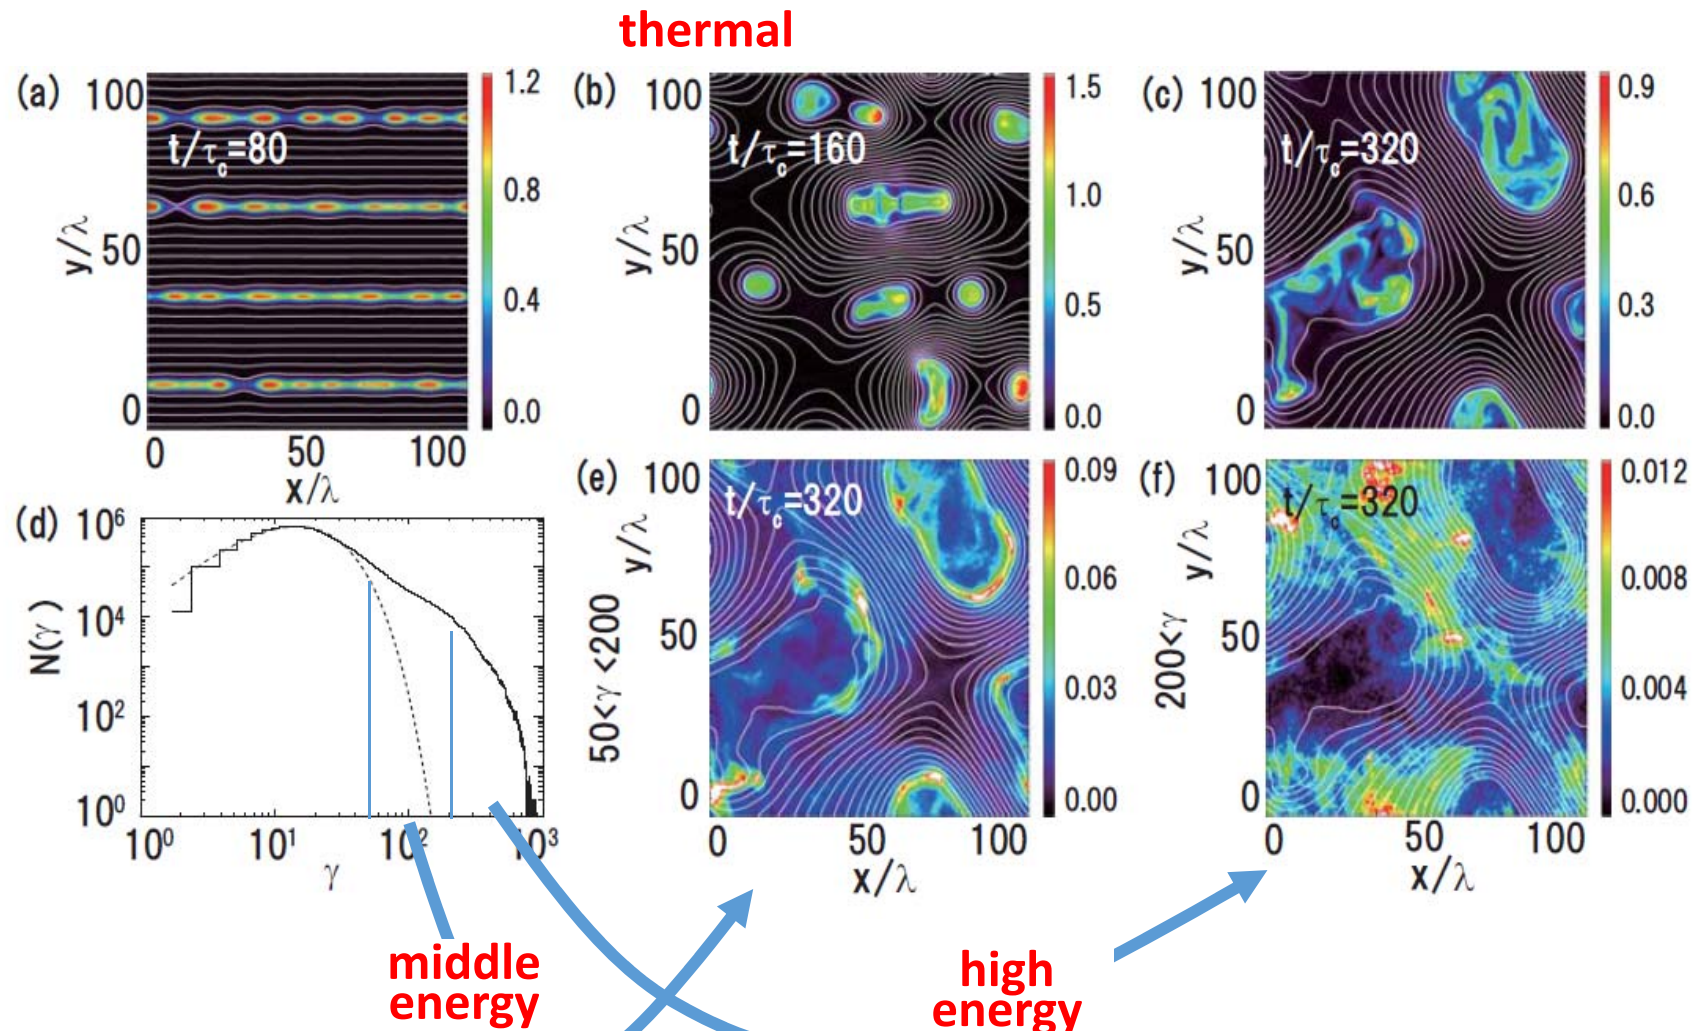 thermal
(a)
100
50
0
y/λ
t/τc=80
0 50 100
x/λ
1.2
0.8
0.4
0.0
(b)
100
50
0
y/λ
t/τc=160
1.5
1.0
0.5
0.0
(c)
100
50
0
y/λ
t/τc=320
0.9
0.6
0.3
0.0
(d)
10⁶
10⁴
10²
10⁰
N(γ)
10⁰ 10¹ 10² 10³
γ
(e)
100
50
0
y/λ
50<γ<200
t/τc=320
0 50 100
x/λ
0.09
0.06
0.03
0.00
(f)
100
50
0
y/λ
200<γ
t/τc=320
0 50 100
x/λ
0.012
0.008
0.004
0.000
middle
energy
high
energy